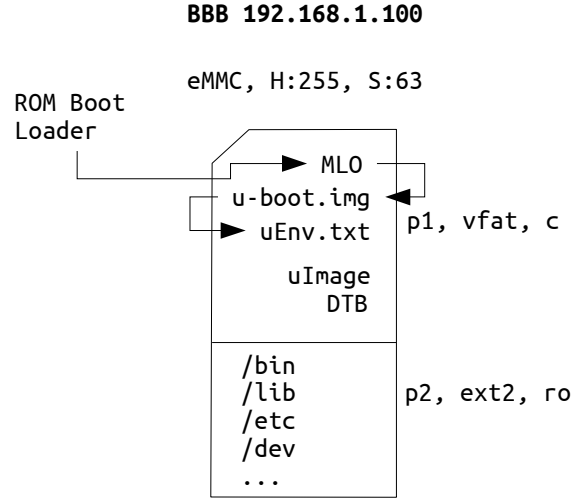 BBB 192.168.1.100
eMMC, H:255, S:63
ROM Boot
Loader
MLO
u-boot.img
uEnv.txt
p1, vfat, c
uImage
DTB
/bin
/lib
/etc
/dev
...
p2, ext2, ro